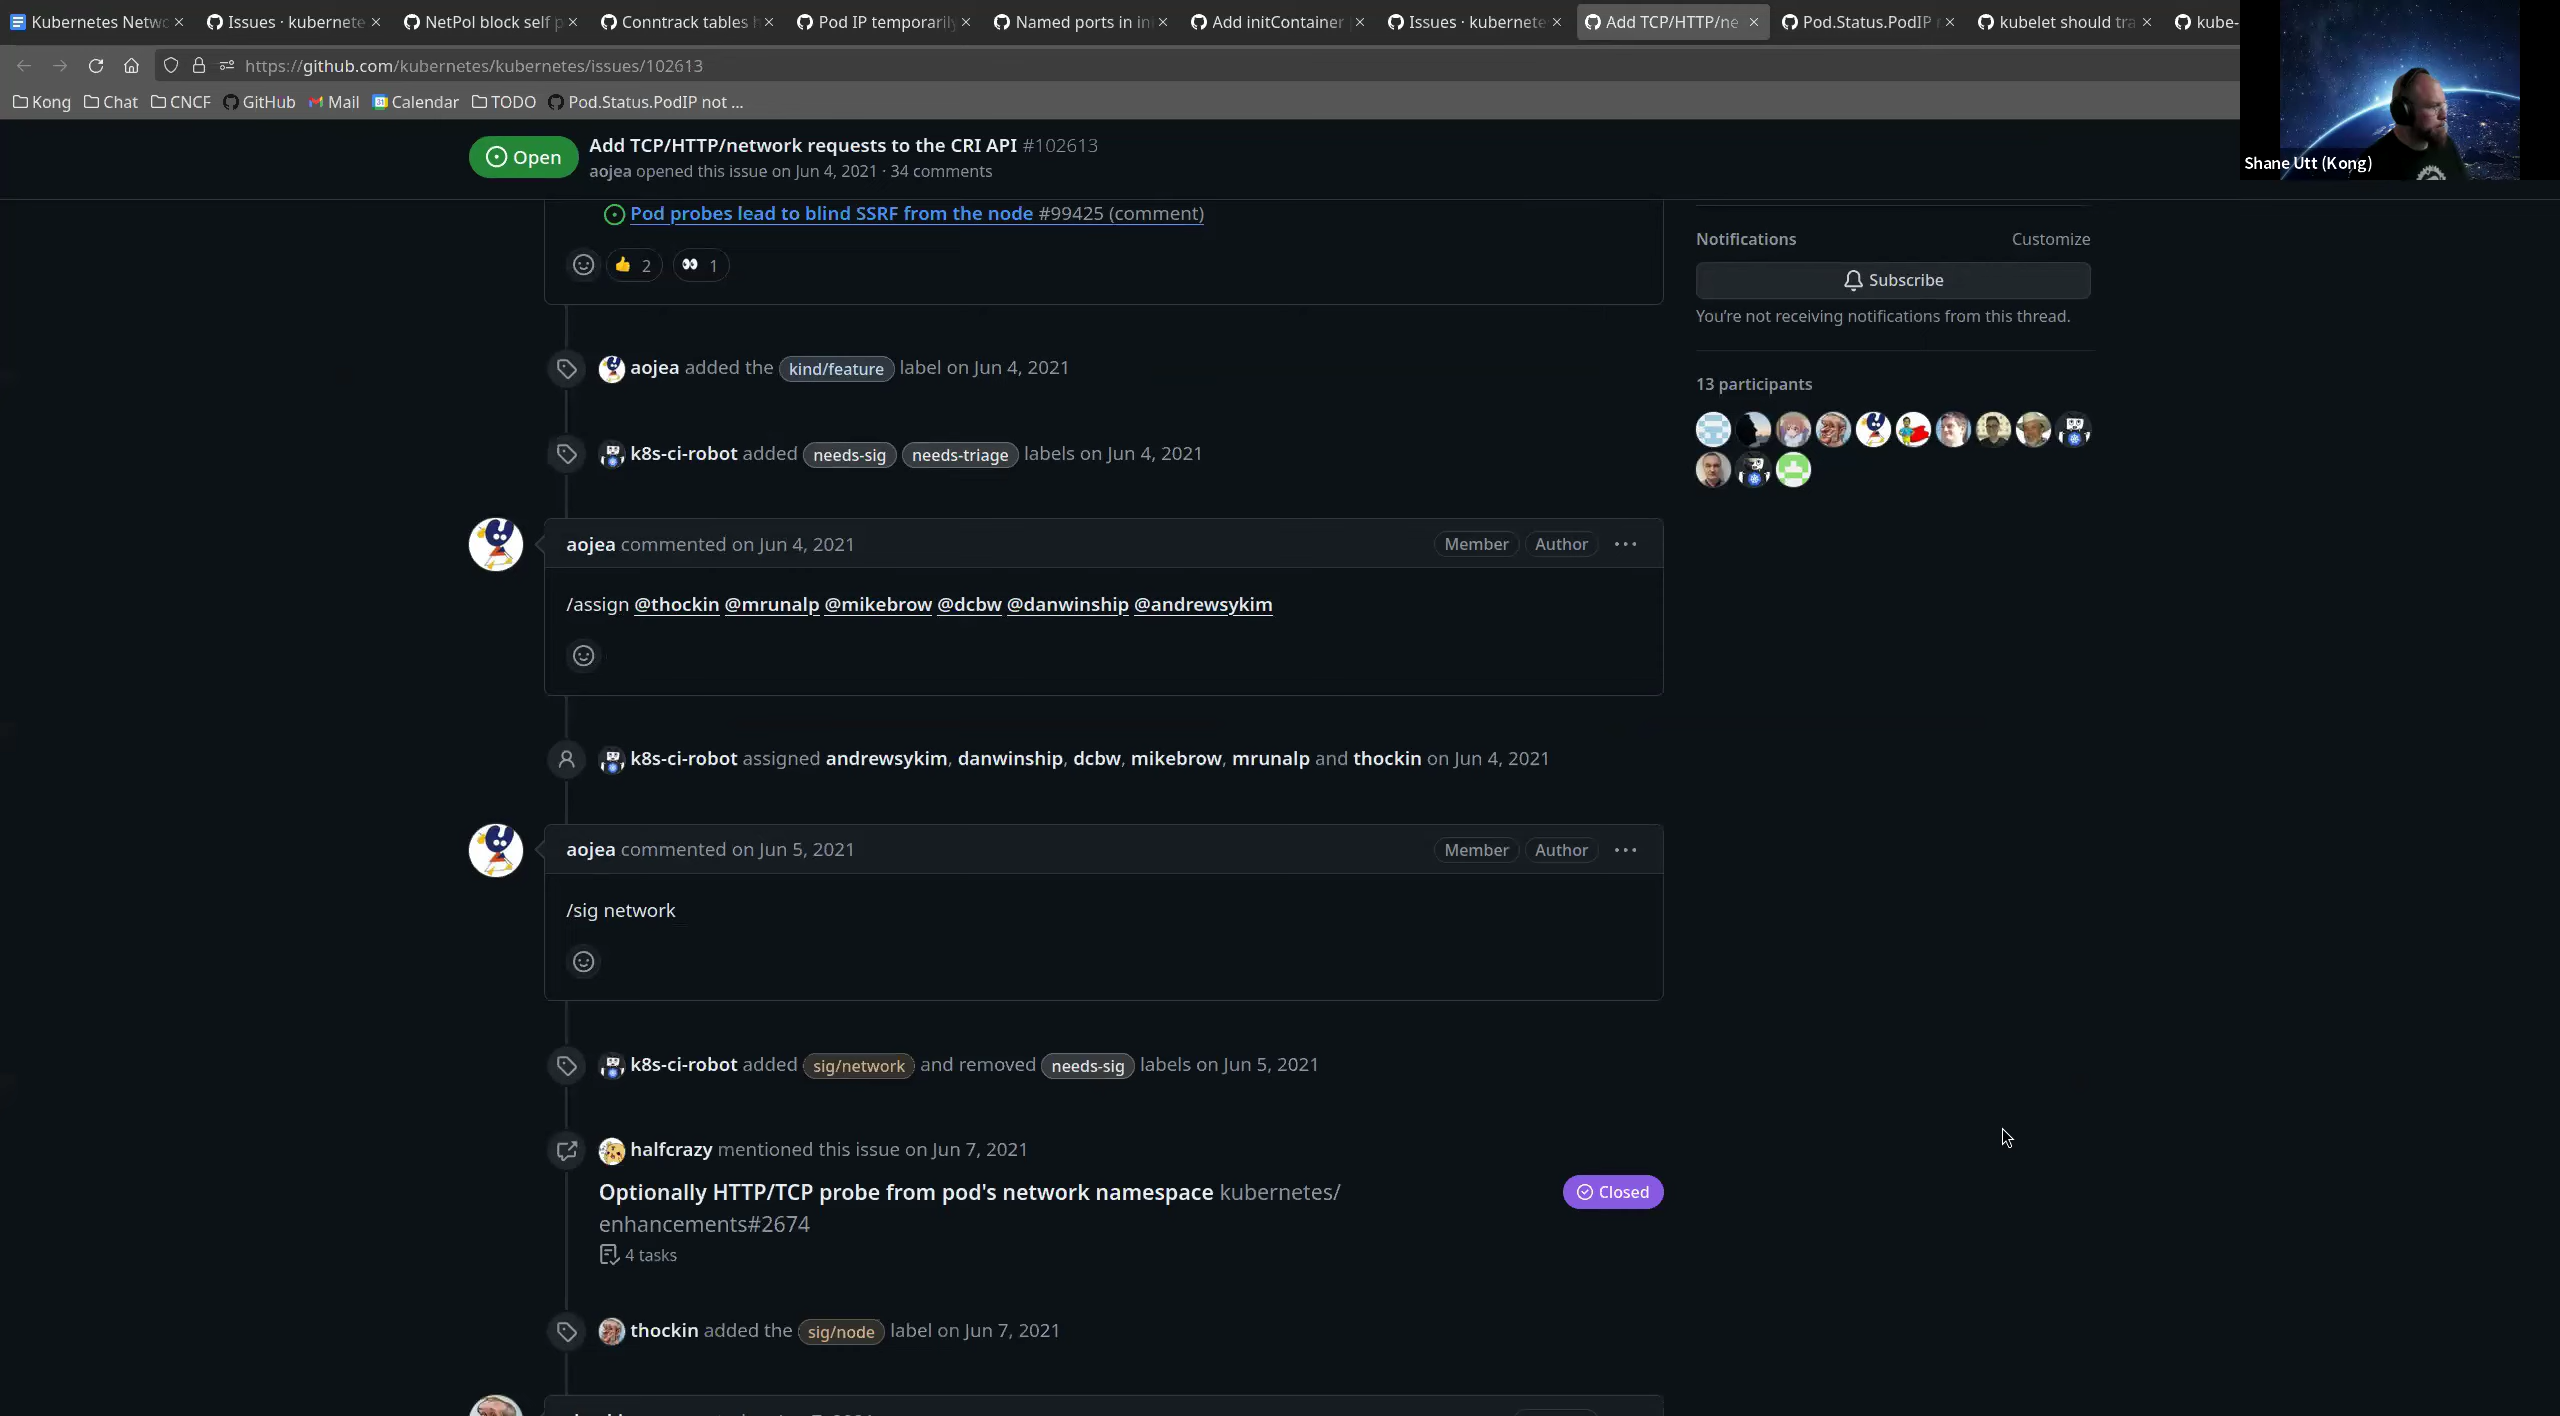 Kubernetes Netwo
Issues · kubernete
NetPol block self p
Conntrack tables h
Pod IP temporarily
Named ports in ini
Add initContainer p
Issues · kubernete
Add TCP/HTTP/ne
Pod.Status.PodIP n
kubelet should tra
kube-
https://github.com/kubernetes/kubernetes/issues/102613
Kong Chat CNCF GitHub Mail Calendar TODO Pod.Status.PodIP not ...
Shane Utt (Kong)
Open
Add TCP/HTTP/network requests to the CRI API #102613
aojea opened this issue on Jun 4, 2021 · 34 comments
Pod probes lead to blind SSRF from the node #99425 (comment)
👍 2 👀 1
Notifications Customize
Subscribe
You're not receiving notifications from this thread.
13 participants
aojea added the kind/feature label on Jun 4, 2021
k8s-ci-robot added needs-sig needs-triage labels on Jun 4, 2021
aojea commented on Jun 4, 2021 Member Author ···
/assign @thockin @mrunalp @mikebrow @dcbw @danwinship @andrewsykim
k8s-ci-robot assigned andrewsykim, danwinship, dcbw, mikebrow, mrunalp and thockin on Jun 4, 2021
aojea commented on Jun 5, 2021 Member Author ···
/sig network
k8s-ci-robot added sig/network and removed needs-sig labels on Jun 5, 2021
halfcrazy mentioned this issue on Jun 7, 2021
Optionally HTTP/TCP probe from pod's network namespace kubernetes/
enhancements#2674
Closed
4 tasks
thockin added the sig/node label on Jun 7, 2021